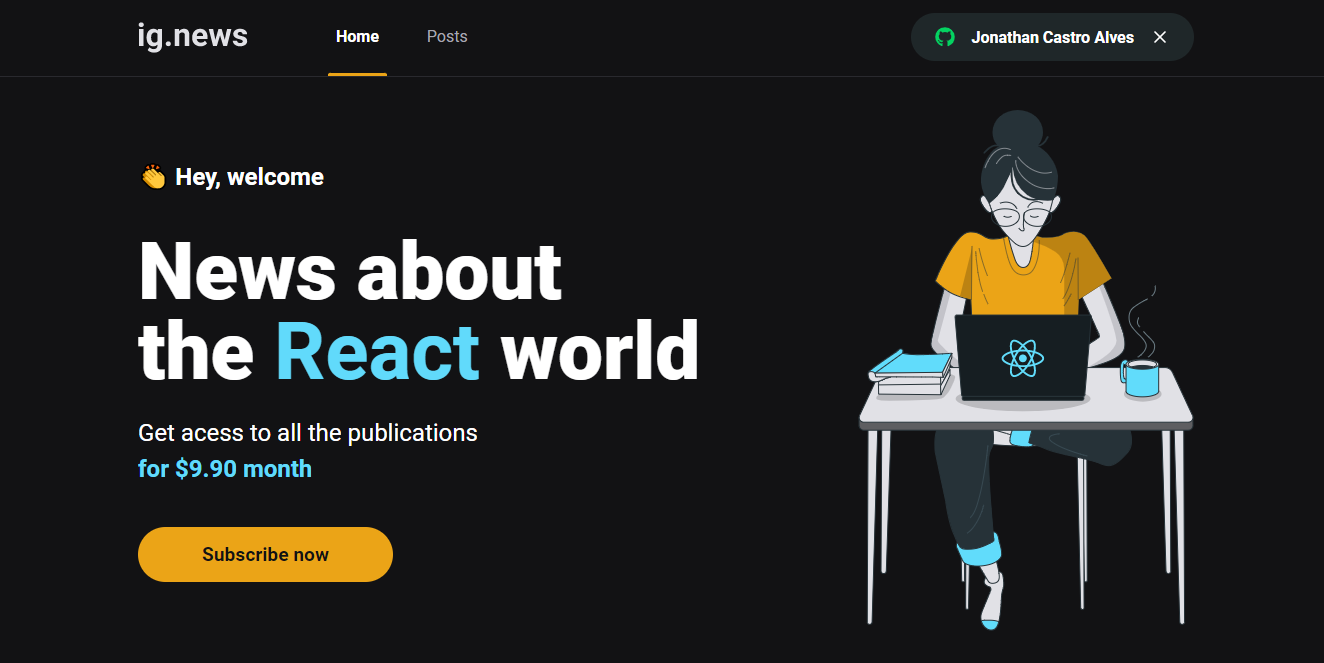 ig.news
Home
Posts
Jonathan Castro Alves
👏 Hey, welcome
News about
the React world
Get acess to all the publications
for $9.90 month
Subscribe now